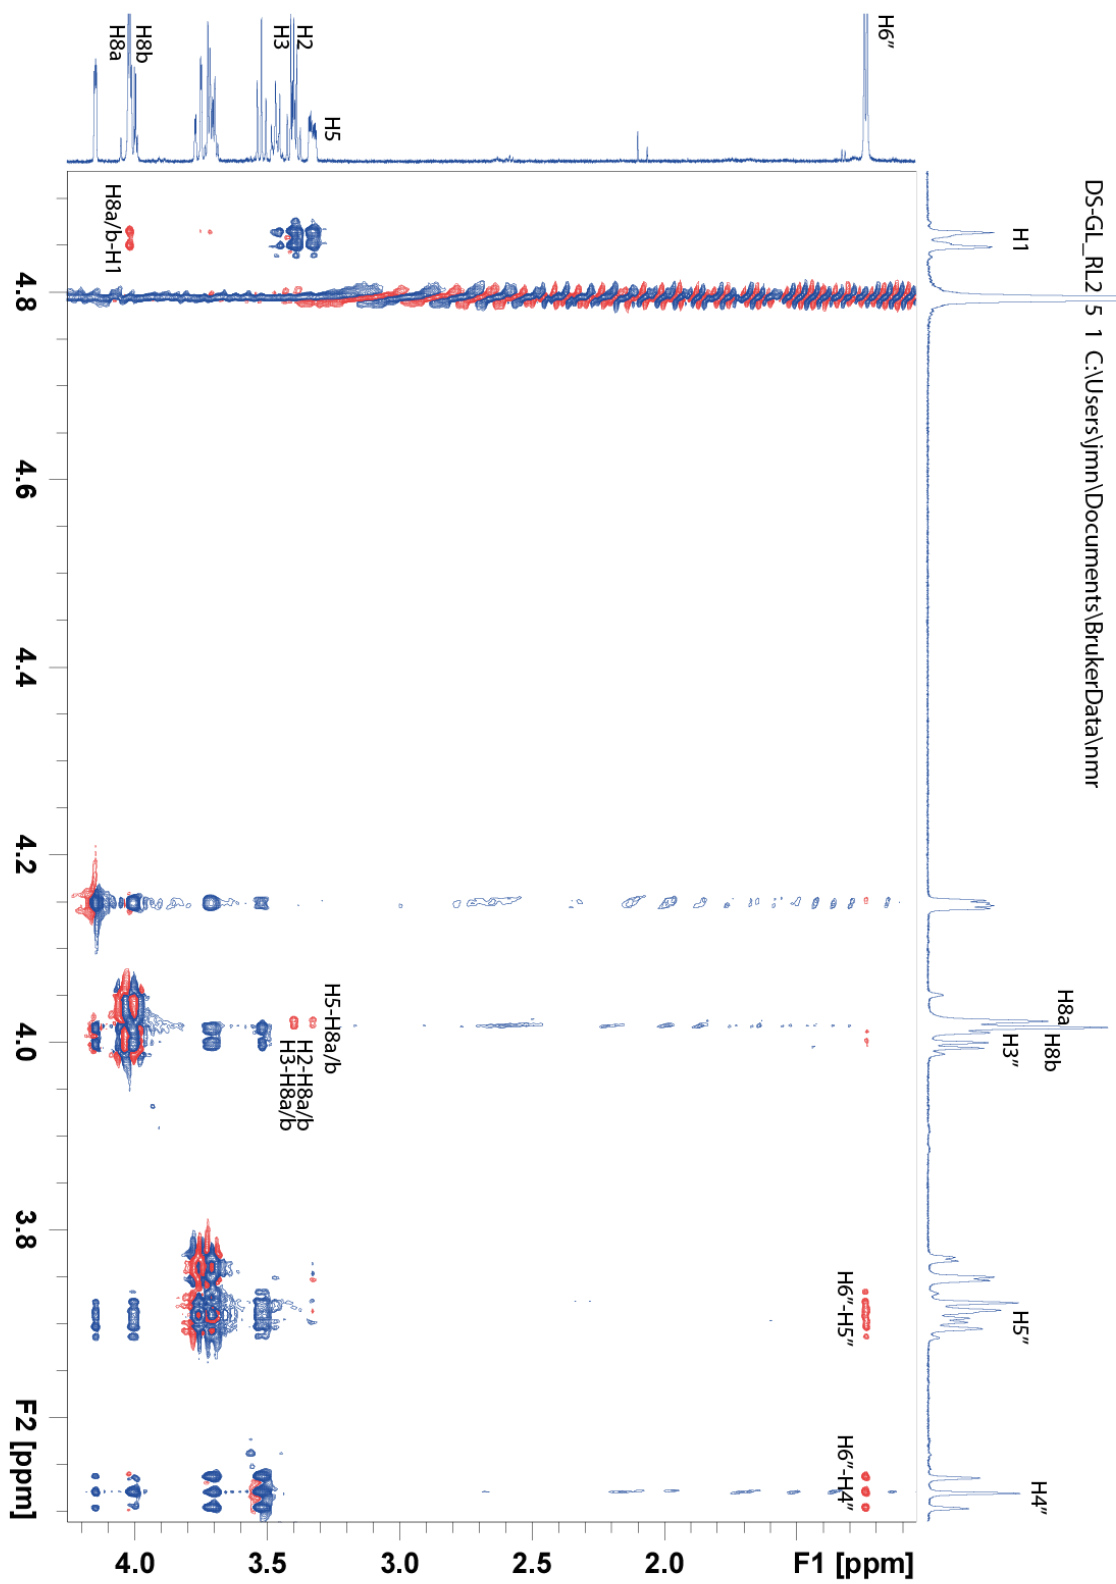 DS-GL_RL2 5 1 C:\Users\jmn\Documents\BrukerData\nmr
H8a
H8b
H3
H2
H5
H6″
H1
H8a
H8b
H3″
H5″
H4″
H8a/b-H1
H5-H8a/b
H2-H8a/b
H3-H8a/b
H6″-H5″
H6″-H4″
4.8
4.6
4.4
4.2
4.0
3.8
F2 [ppm]
4.0 3.5 3.0 2.5 2.0 F1 [ppm]